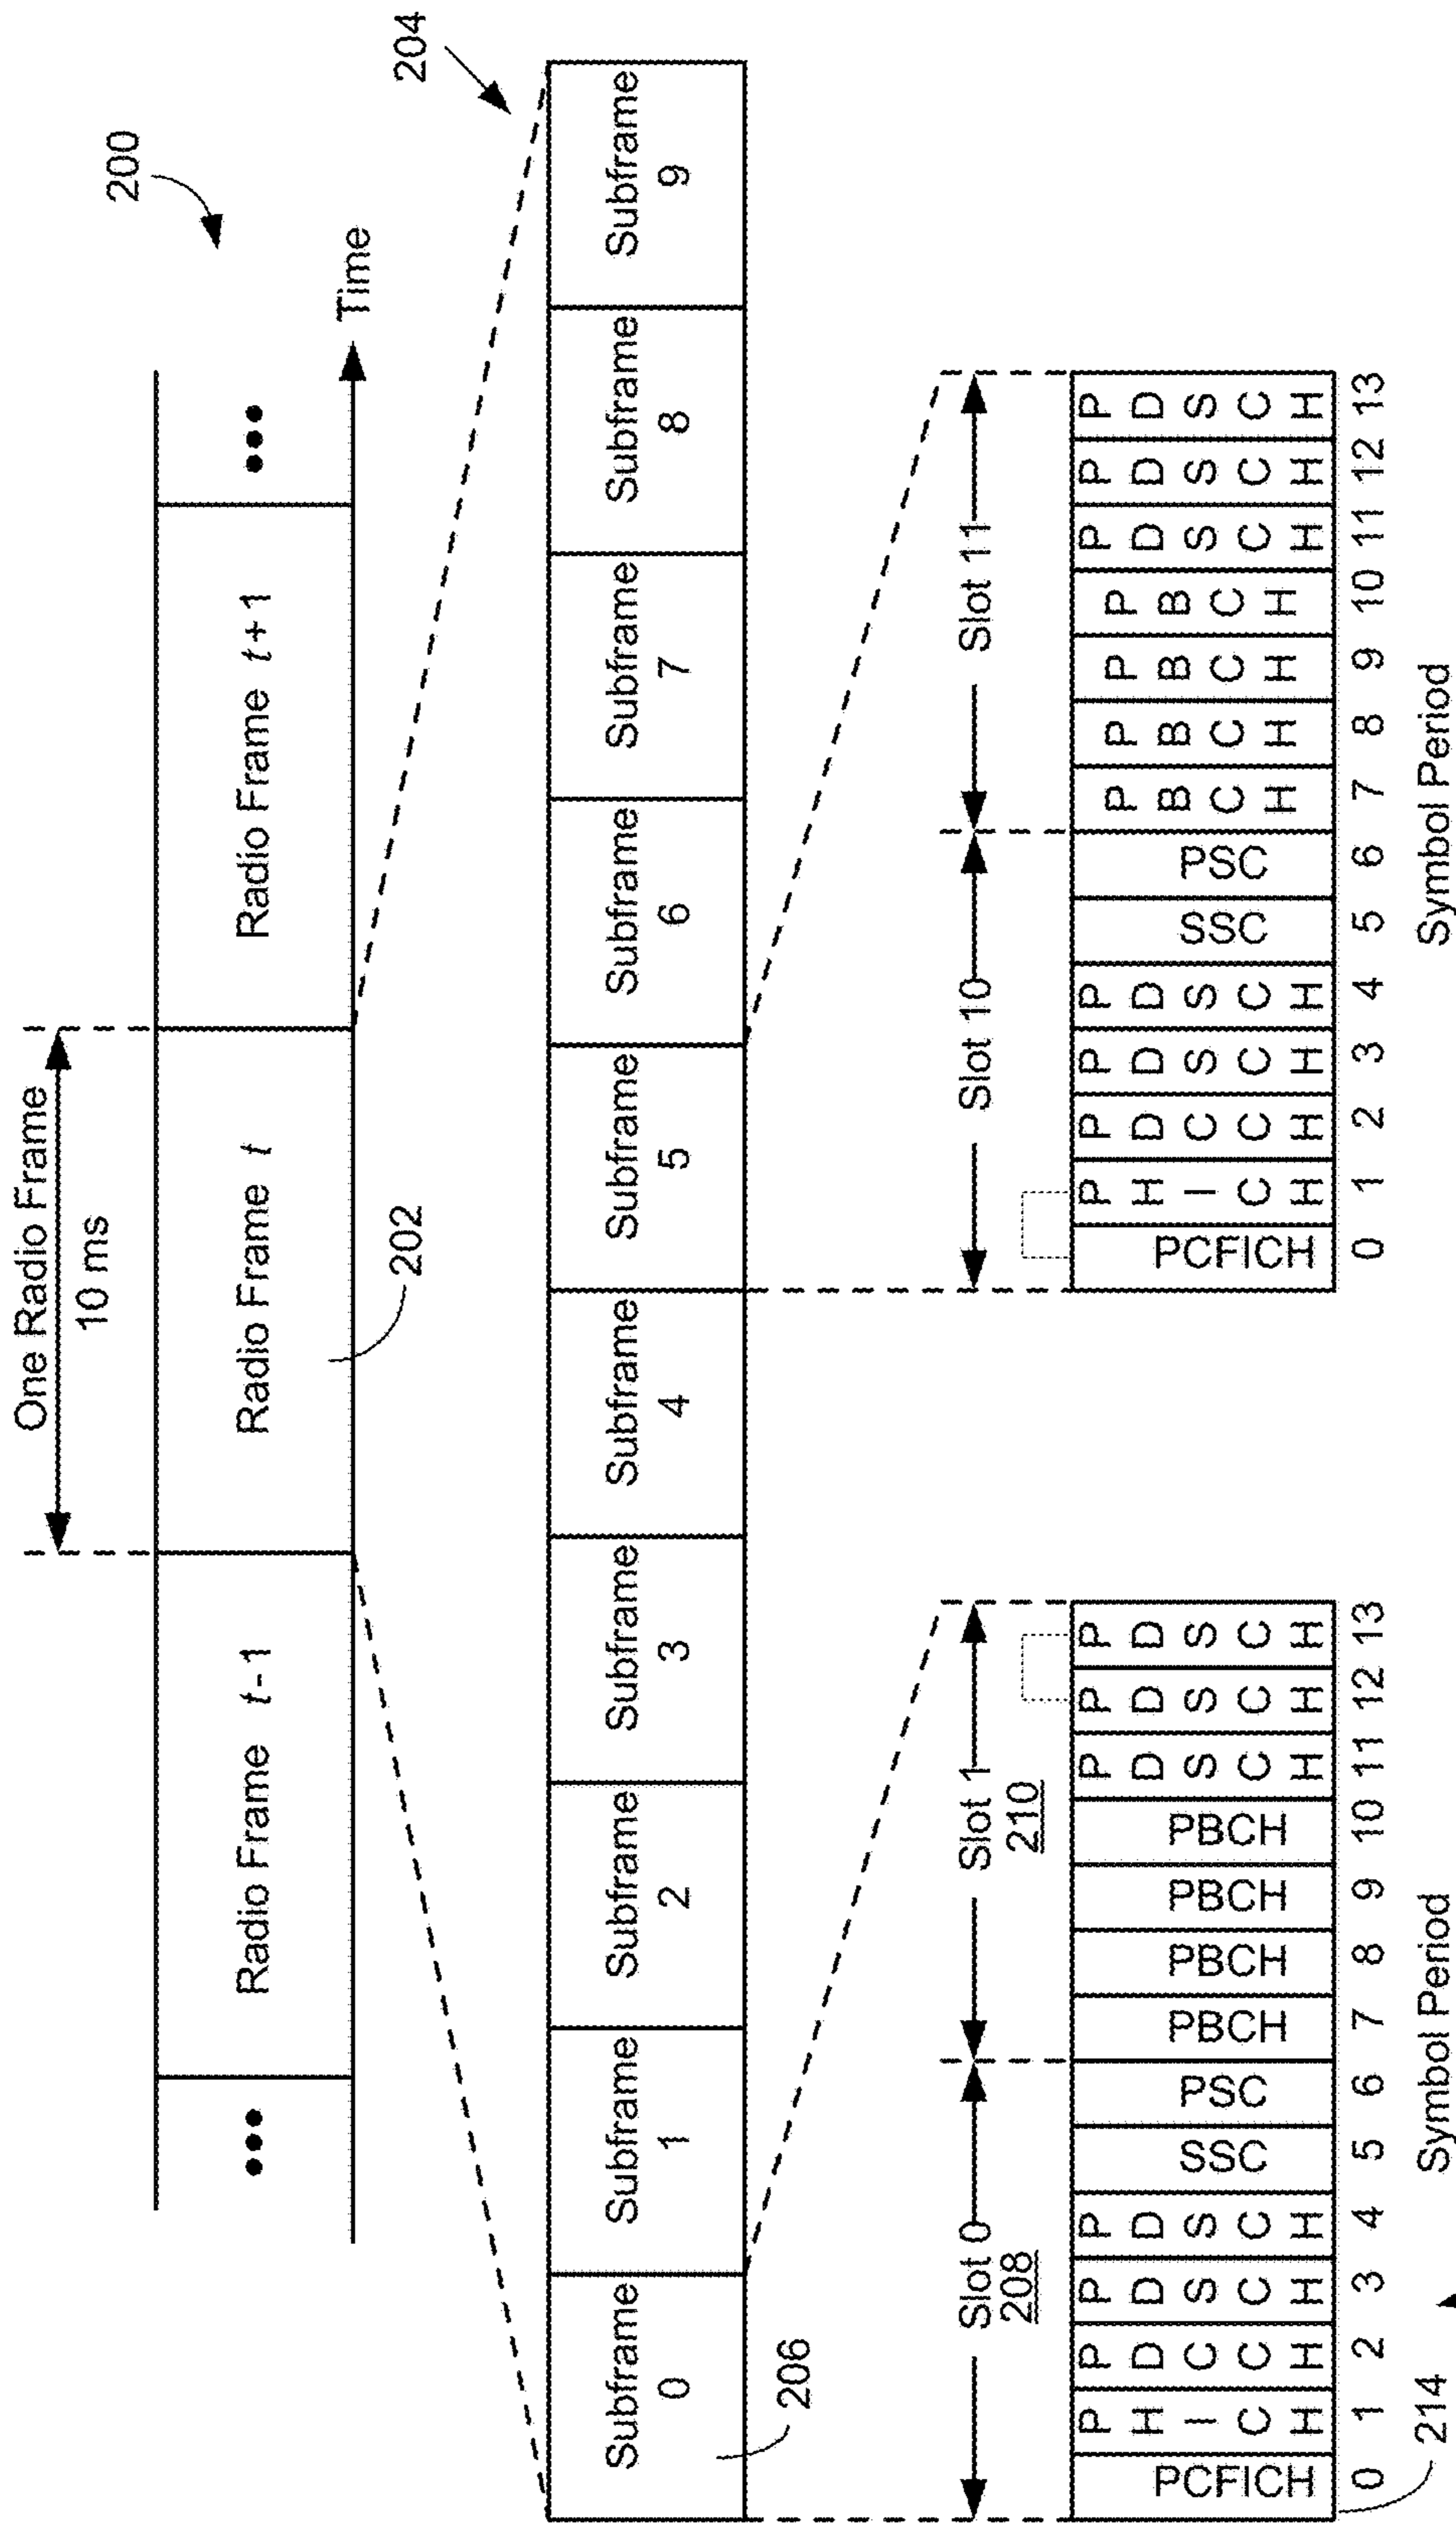 200
One Radio Frame
10 ms
••• Radio Frame t-1 Radio Frame t Radio Frame t+1 •••
Time
202
204
Subframe 0 Subframe 1 Subframe 2 Subframe 3 Subframe 4 Subframe 5 Subframe 6 Subframe 7 Subframe 8 Subframe 9
206
Slot 0 Slot 1 Slot 10 Slot 11
208 210
PCFICH PHICH PDCCH PDSCH PDSCH SSC PSC PBCH PBCH PBCH PBCH PDSCH PDSCH PDSCH
0 1 2 3 4 5 6 7 8 9 10 11 12 13
Symbol Period
214
PCFICH PHICH PDCCH PDSCH PDSCH SSC PSC PBCH PBCH PBCH PBCH PDSCH PDSCH PDSCH
0 1 2 3 4 5 6 7 8 9 10 11 12 13
Symbol Period